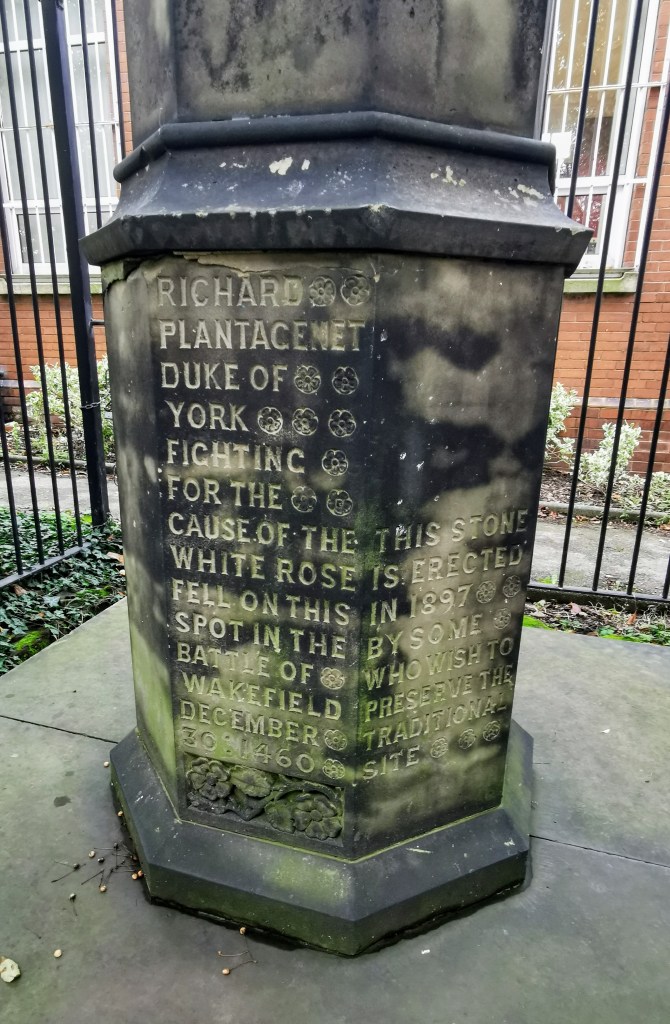 RICHARD
PLANTAGENET
DUKE OF
YORK
FIGHTING
FOR THE
CAUSE.OF THE
WHITE ROSE
FELL ON THIS
SPOT IN THE
BATTLE OF
WAKEFIELD
DECEMBER
30:1460
THIS STONE
IS ERECTED
IN 1897
BY SOME
WHO WISH TO
PRESERVE THE
TRADITIONAL
SITE